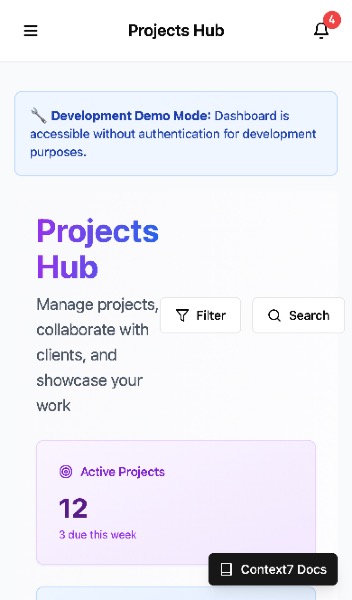 Projects Hub
4
🔧 Development Demo Mode: Dashboard is
accessible without authentication for development
purposes.
Projects
Hub
Manage projects,
collaborate with
clients, and
showcase your
work
Filter
Search
Active Projects
12
3 due this week
Context7 Docs